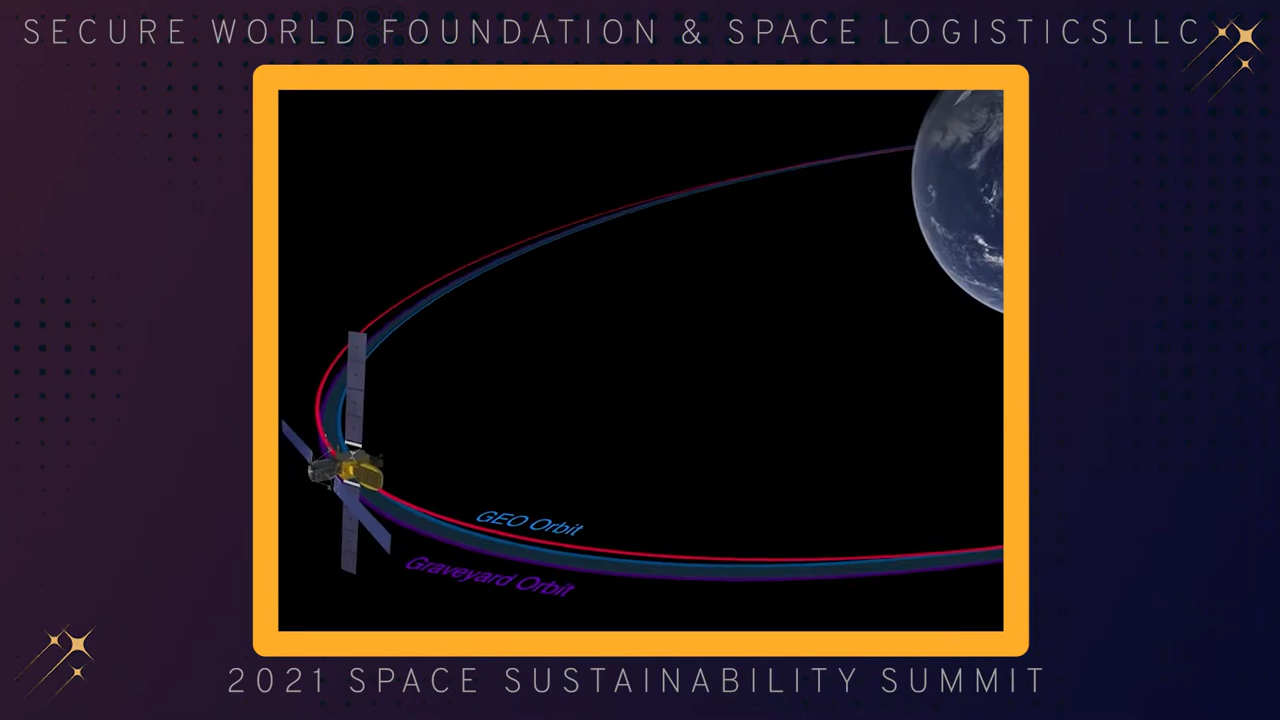 SECURE WORLD FOUNDATION & SPACE LOGISTICS LLC
GEO Orbit
Graveyard Orbit
2021 SPACE SUSTAINABILITY SUMMIT